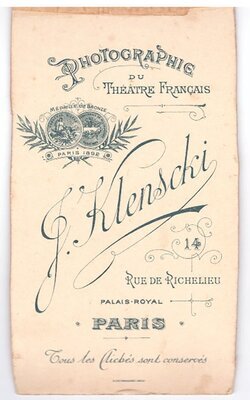 PHOTOGRAPHIE
DU
THÉATRE FRANÇAIS
MEDAILLE DE BRONZE
PARIS 1892
J. Klenscki
14
RUE DE RICHELIEU
PALAIS-ROYAL
PARIS
Tous les Clichés sont conservés